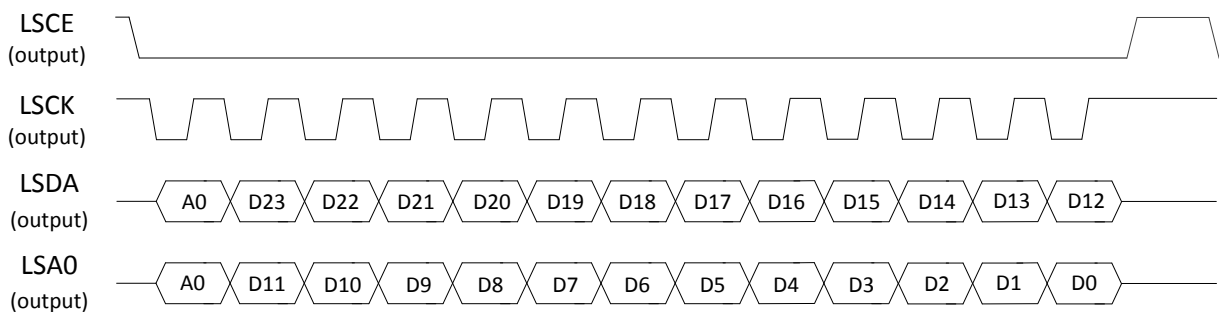 LSCE
(output)
LSCK
(output)
LSDA
(output)
A0 D23 D22 D21 D20 D19 D18 D17 D16 D15 D14 D13 D12
LSA0
(output)
A0 D11 D10 D9 D8 D7 D6 D5 D4 D3 D2 D1 D0